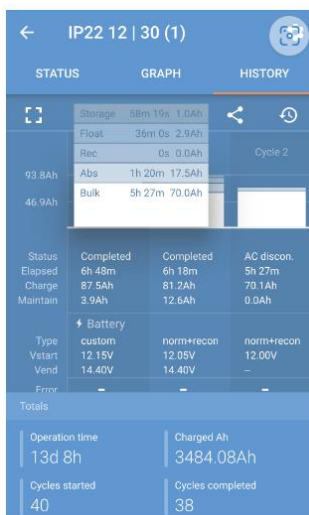 IP22 12 | 30 (1)
STATUS GRAPH HISTORY
Storage 58m 19s 1.0Ah
Float 36m 0s 2.9Ah
Rec 0s 0.0Ah
Abs 1h 20m 17.5Ah
Bulk 5h 27m 70.0Ah
Cycle 2
93.8Ah
46.9Ah
Status Completed Completed AC discon.
Elapsed 6h 48m 6h 18m 5h 27m
Charge 87.5Ah 81.2Ah 70.1Ah
Maintain 3.9Ah 12.6Ah 0.0Ah
Battery
Type custom norm+recon norm+recon
Vstart 12.15V 12.05V 12.00V
Vend 14.40V 14.40V –
Error – – –
Totals
Operation time Charged Ah
13d 8h 3484.08Ah
Cycles started Cycles completed
40 38